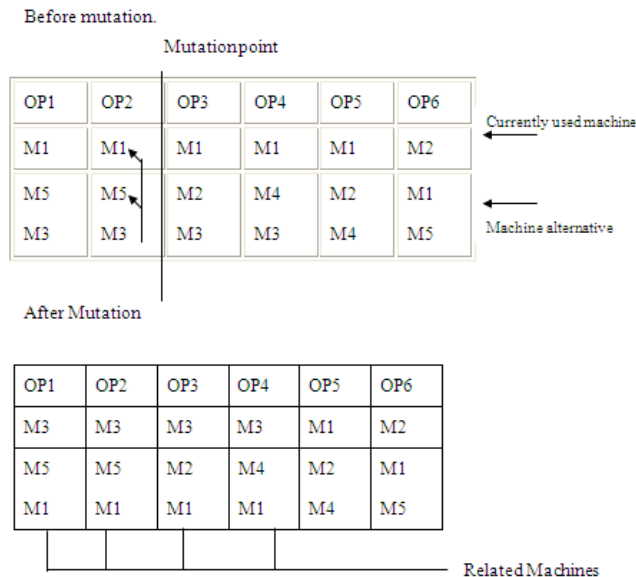 Before mutation.
Mutationpoint
OP1 OP2 OP3 OP4 OP5 OP6
Currently used machine
M1 M1 M1 M1 M1 M2
M5 M5 M2 M4 M2 M1
Machine alternative
M3 M3 M3 M3 M4 M5
After Mutation
OP1 OP2 OP3 OP4 OP5 OP6
M3 M3 M3 M3 M1 M2
M5 M5 M2 M4 M2 M1
M1 M1 M1 M1 M4 M5
Related Machines